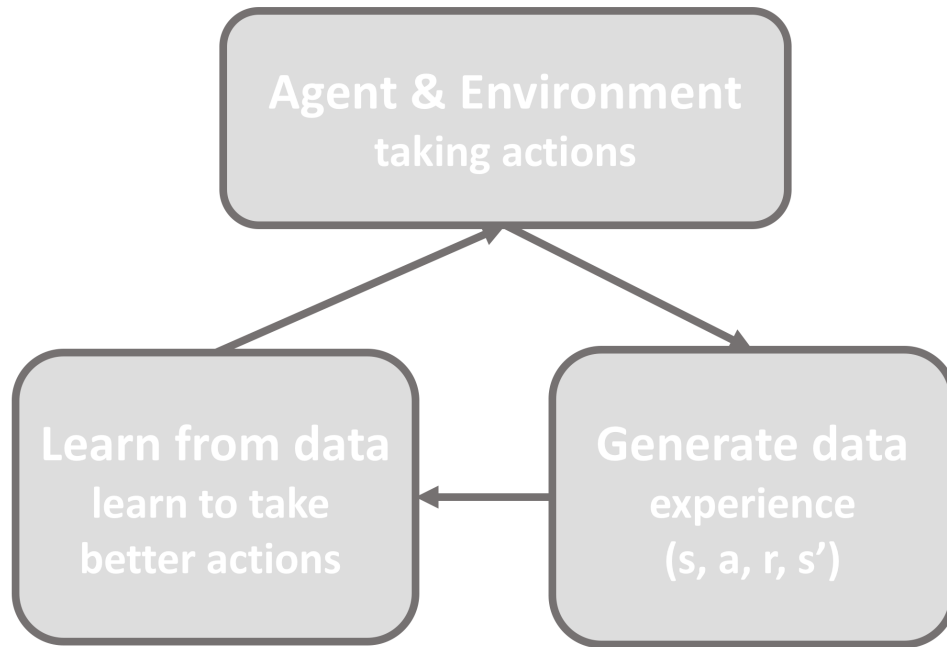 Agent & Environment
taking actions
Learn from data
learn to take
better actions
Generate data
experience
(s, a, r, s’)